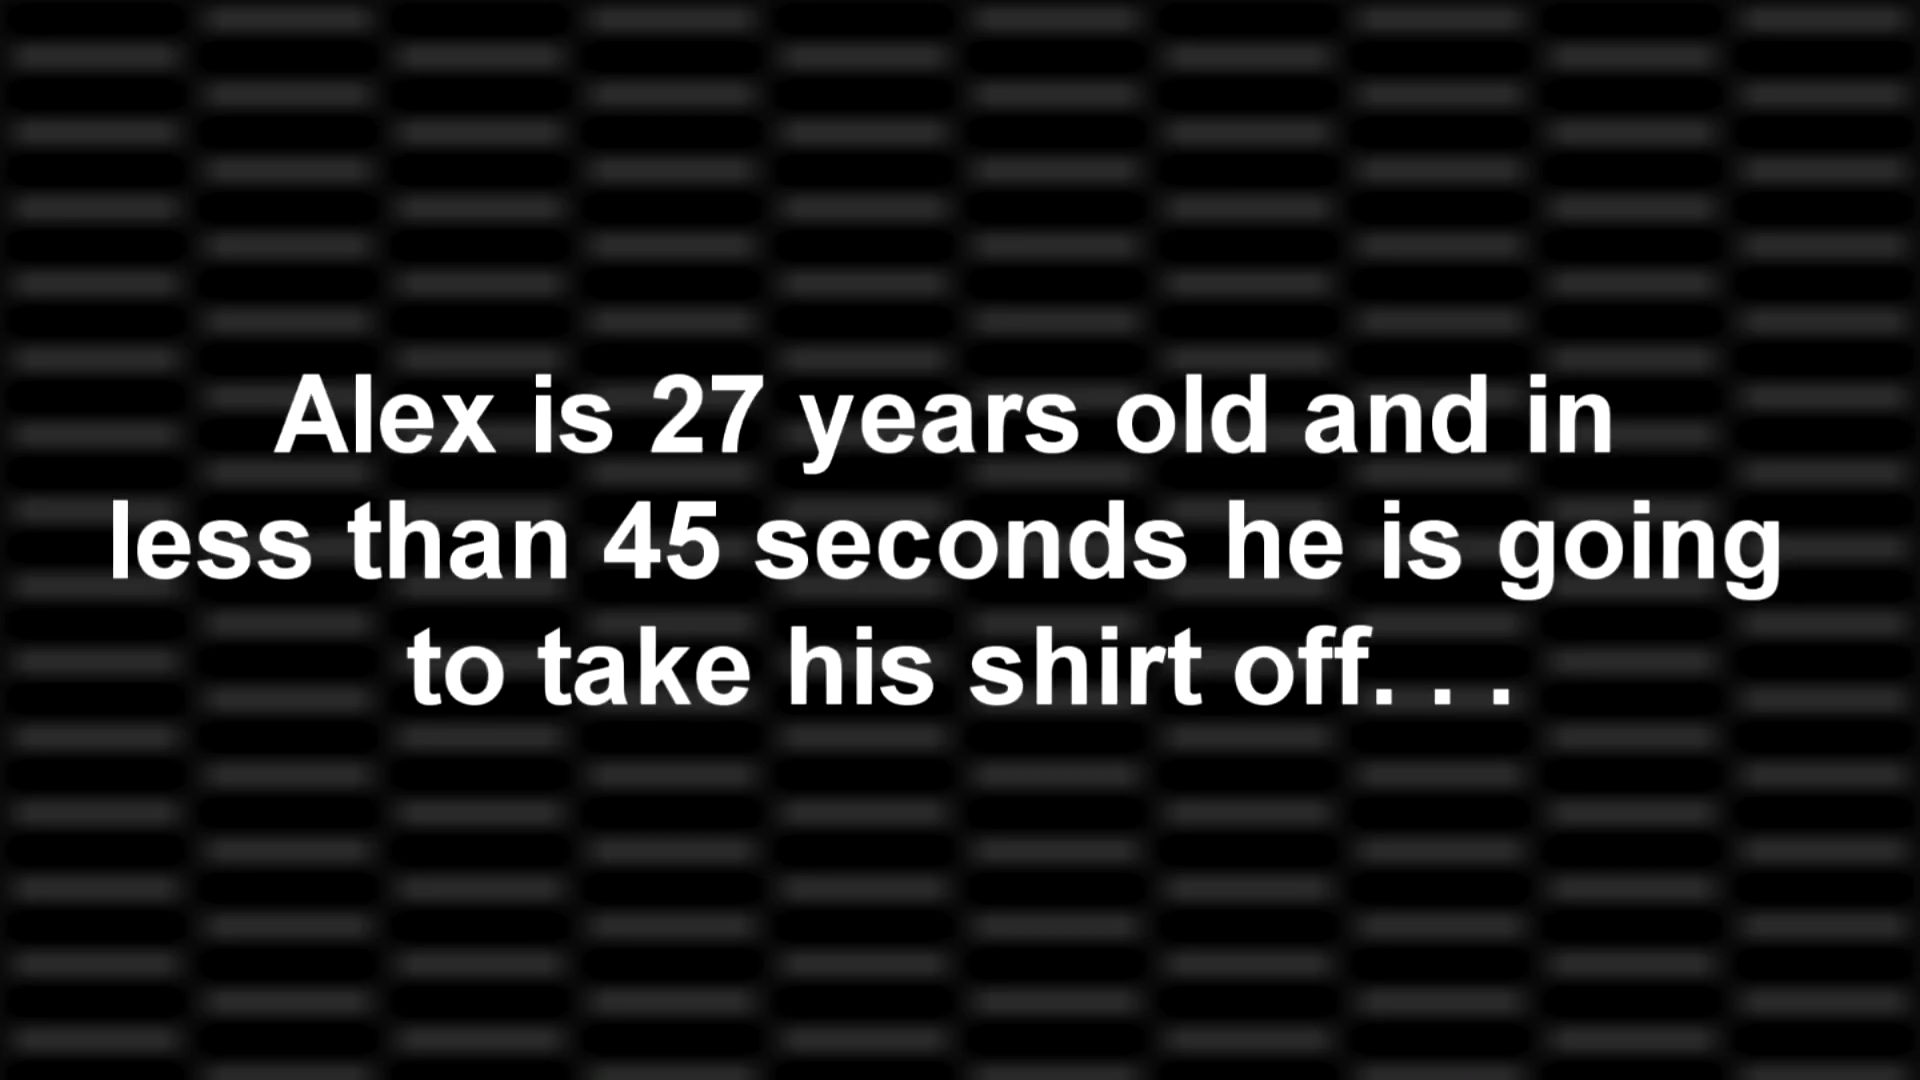 Alex is 27 years old and in
less than 45 seconds he is going
to take his shirt off. . .